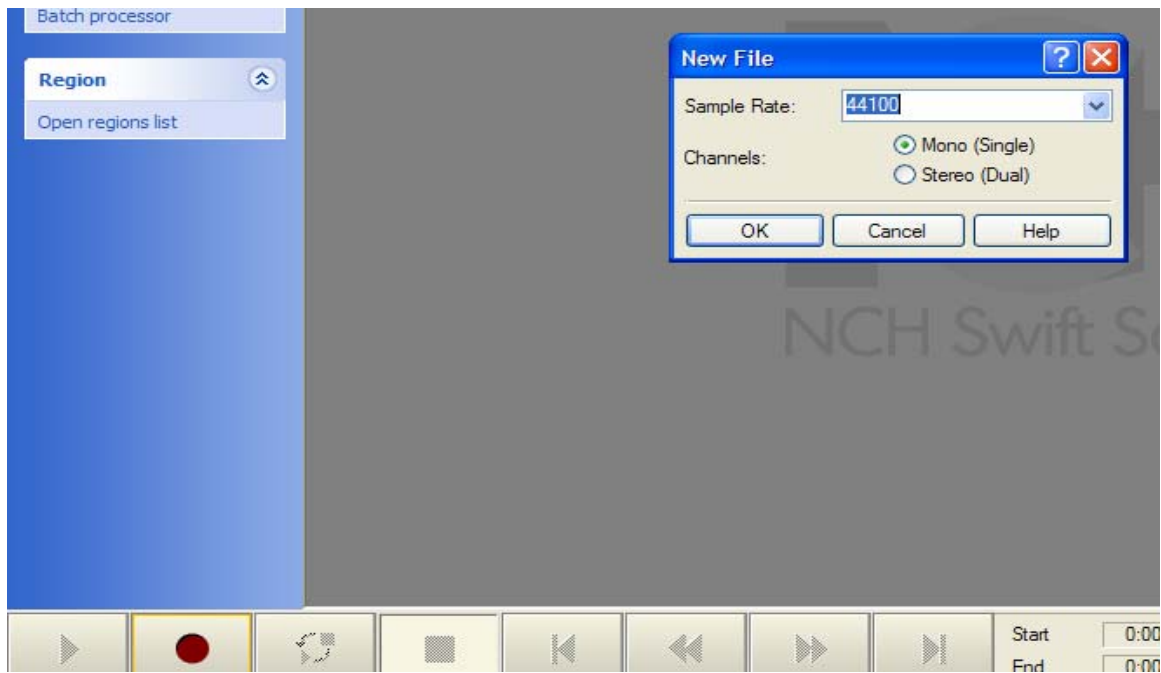 Batch processor
Region
Open regions list
New File
Sample Rate: 44100
Channels: Mono (Single)
Stereo (Dual)
OK Cancel Help
NCH Swift
Start 0:00
End 0:00